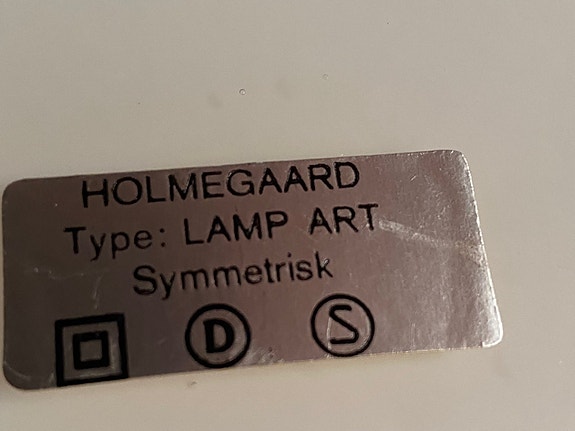 HOLMEGAARD
Type: LAMP ART
Symmetrisk
D S